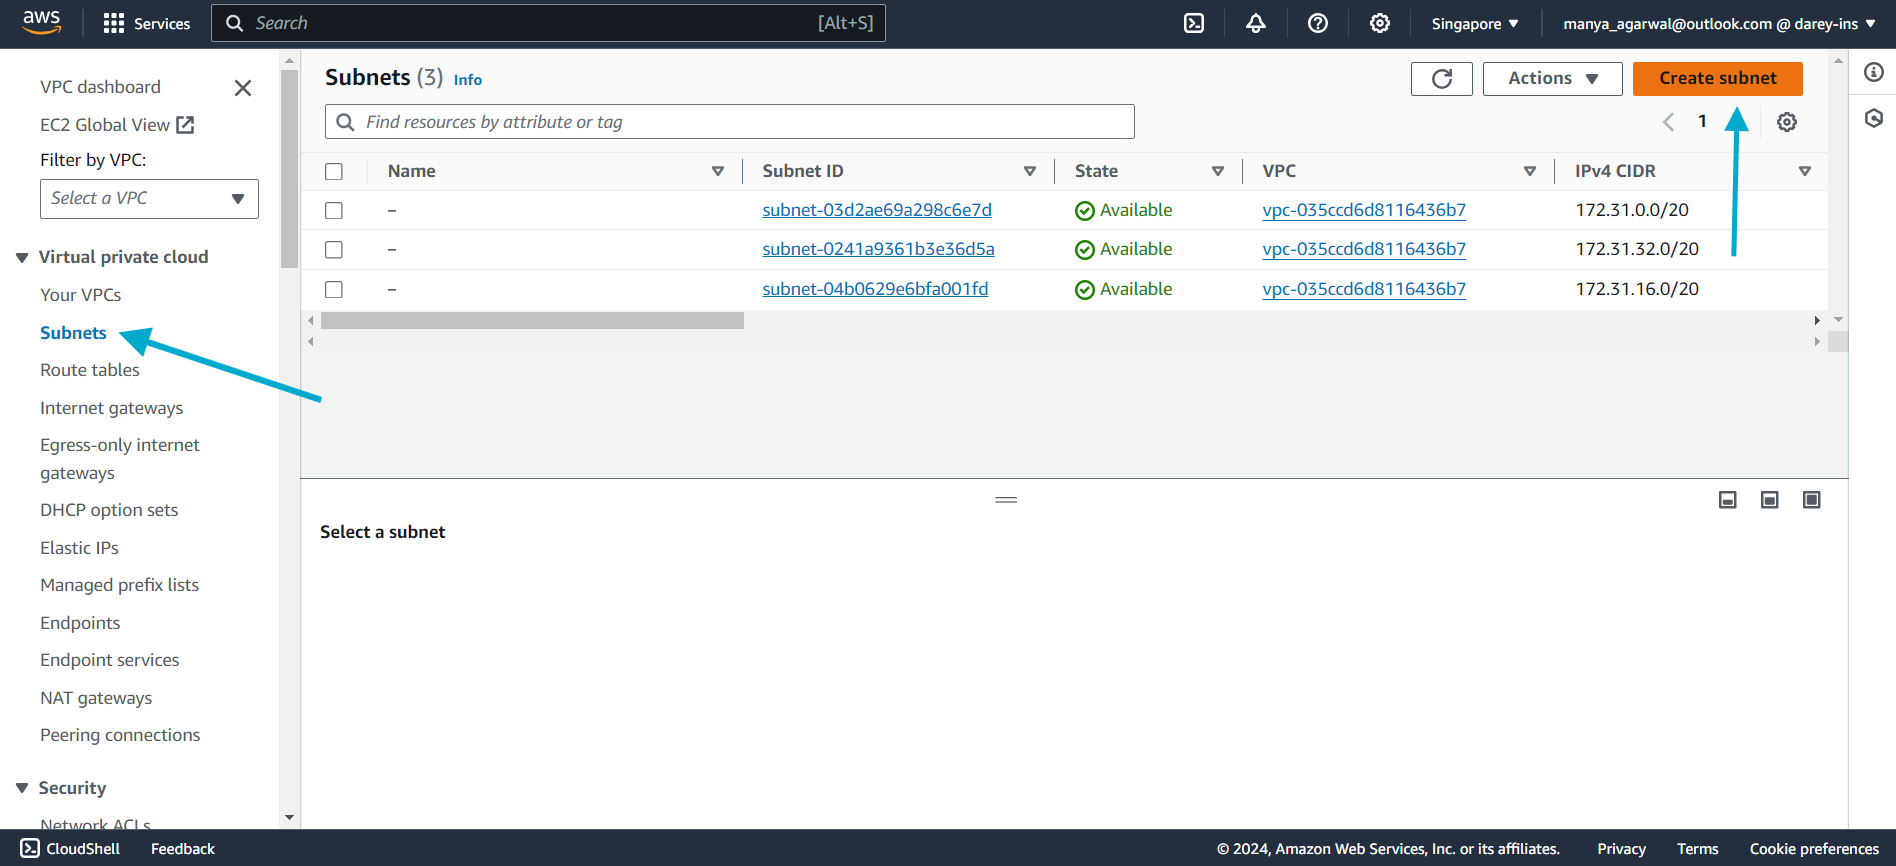 aws Services Search [Alt+S] Singapore manya_agarwal@outlook.com @ darey-ins
VPC dashboard
EC2 Global View
Filter by VPC:
Select a VPC
Virtual private cloud
Your VPCs
Subnets
Route tables
Internet gateways
Egress-only internet
gateways
DHCP option sets
Elastic IPs
Managed prefix lists
Endpoints
Endpoint services
NAT gateways
Peering connections
Security
Network ACLs
Subnets (3) Info
Actions
Create subnet
Find resources by attribute or tag
1
Name Subnet ID State VPC IPv4 CIDR
– subnet-03d2ae69a298c6e7d Available vpc-035ccd6d8116436b7 172.31.0.0/20
– subnet-0241a9361b3e36d5a Available vpc-035ccd6d8116436b7 172.31.32.0/20
– subnet-04b0629e6bfa001fd Available vpc-035ccd6d8116436b7 172.31.16.0/20
Select a subnet
CloudShell Feedback © 2024, Amazon Web Services, Inc. or its affiliates. Privacy Terms Cookie preferences